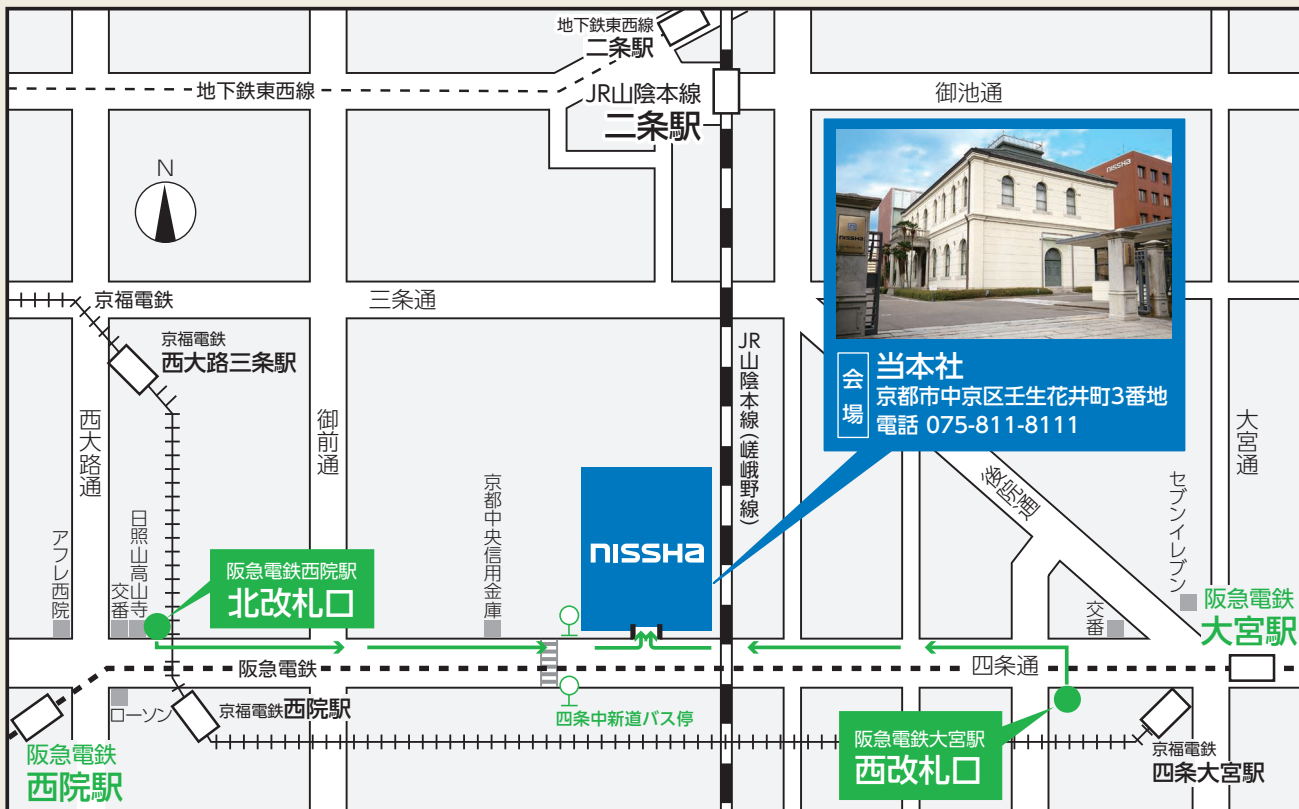 地下鉄東西線
二条駅
地下鉄東西線
JR山陰本線
二条駅
御池通
N
nissha
nissha
京福電鉄
三条通
京福電鉄
西大路三条駅
JR山陰本線(嵯峨野線)
会場
当本社
京都市中京区壬生花井町3番地
電話 075-811-8111
西大路通
御前通
大宮通
後院通
セブンイレブン
京都中央信用金庫
nissha
アフレ西院
交番
日照山高山寺
阪急電鉄西院駅
北改札口
交番
阪急電鉄
大宮駅
阪急電鉄
四条通
ローソン
京福電鉄西院駅
四条中新道バス停
阪急電鉄
西院駅
阪急電鉄大宮駅
西改札口
京福電鉄
四条大宮駅